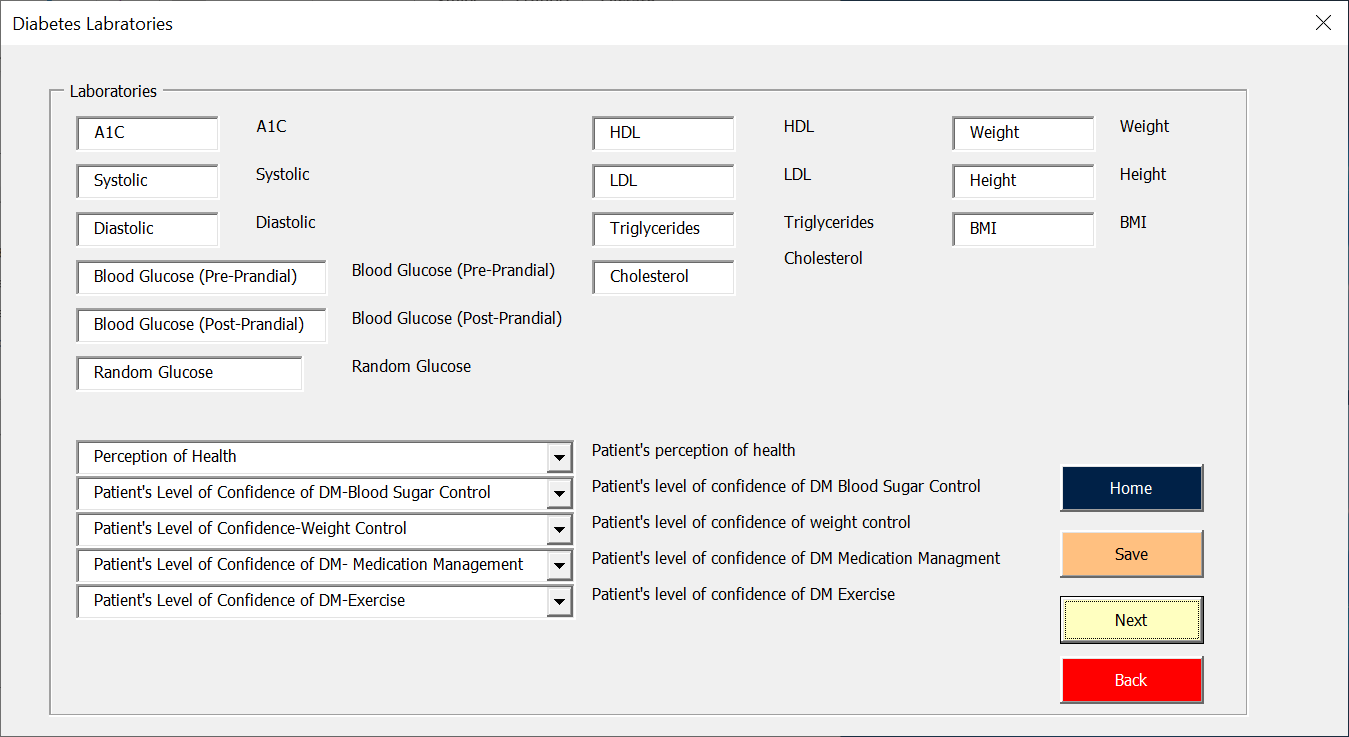 Diabetes Labratories
Laboratories
A1C A1C HDL HDL Weight Weight
Systolic Systolic LDL LDL Height Height
Diastolic Diastolic Triglycerides Triglycerides BMI BMI
Blood Glucose (Pre-Prandial) Blood Glucose (Pre-Prandial) Cholesterol Cholesterol
Blood Glucose (Post-Prandial) Blood Glucose (Post-Prandial)
Random Glucose Random Glucose
Perception of Health Patient's perception of health
Patient's Level of Confidence of DM-Blood Sugar Control Patient's level of confidence of DM Blood Sugar Control
Home
Patient's Level of Confidence-Weight Control Patient's level of confidence of weight control
Patient's Level of Confidence of DM- Medication Management Patient's level of confidence of DM Medication Managment
Save
Patient's Level of Confidence of DM-Exercise Patient's level of confidence of DM Exercise
Next
Back